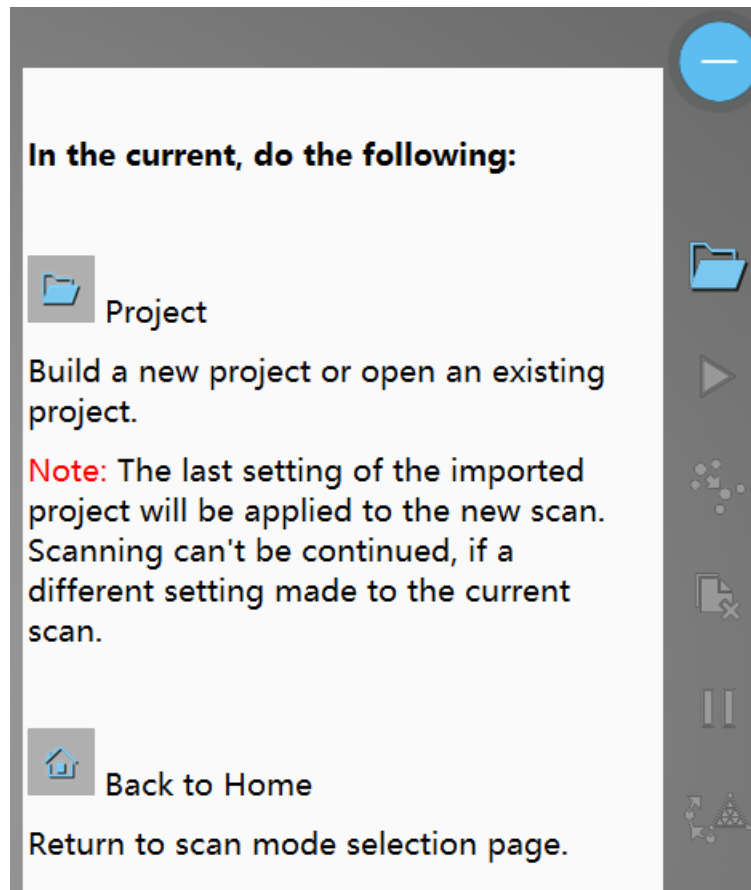 In the current, do the following:
Project
Build a new project or open an existing
project.
Note: The last setting of the imported
project will be applied to the new scan.
Scanning can't be continued, if a
different setting made to the current
scan.
Back to Home
Return to scan mode selection page.